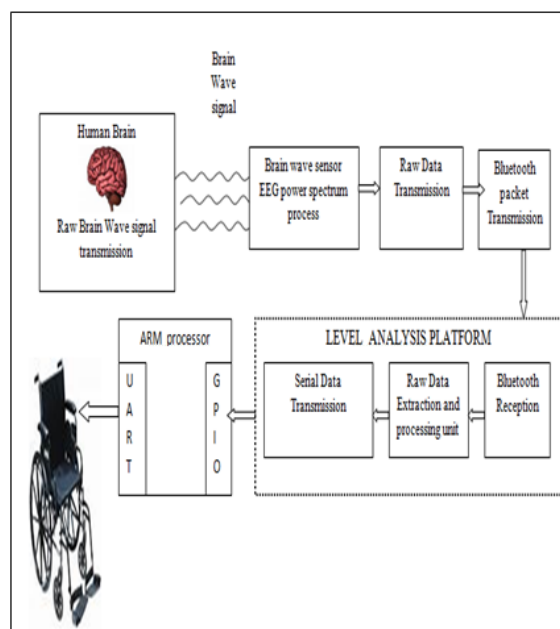 Brain
Wave
signal
Human Brain
Raw Brain Wave signal
transmission
Brain wave sensor
EEG power spectrum
process
Raw Data
Transmission
Bluetooth
packet
Transmission
LEVEL ANALYSIS PLATFORM
Bluetooth
Reception
Raw Data
Extraction and
processing unit
Serial Data
Transmission
ARM processor
G
P
I
O
U
A
R
T